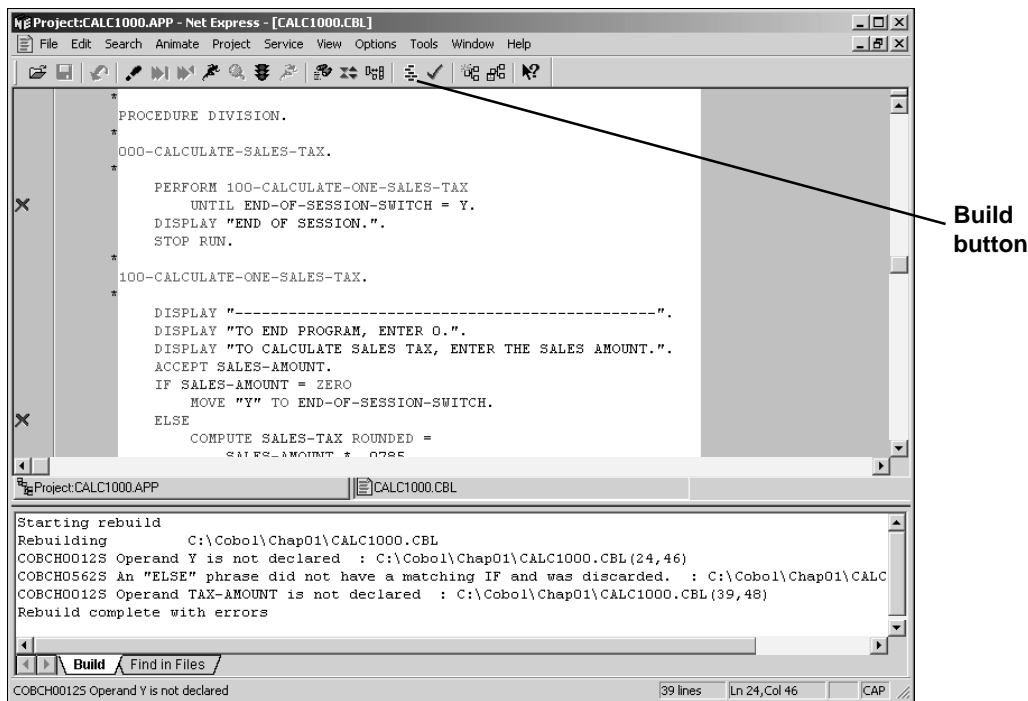 Project:CALC1000.APP - Net Express - [CALC1000.CBL]
File Edit Search Animate Project Service View Options Tools Window Help
*
PROCEDURE DIVISION.
*
000-CALCULATE-SALES-TAX.
*
PERFORM 100-CALCULATE-ONE-SALES-TAX
UNTIL END-OF-SESSION-SWITCH = Y.
DISPLAY "END OF SESSION.".
STOP RUN.
*
100-CALCULATE-ONE-SALES-TAX.
*
DISPLAY "-----------------------------------------------".
DISPLAY "TO END PROGRAM, ENTER 0.".
DISPLAY "TO CALCULATE SALES TAX, ENTER THE SALES AMOUNT.".
ACCEPT SALES-AMOUNT.
IF SALES-AMOUNT = ZERO
MOVE "Y" TO END-OF-SESSION-SWITCH.
ELSE
COMPUTE SALES-TAX ROUNDED =
SALES-AMOUNT * .0785
Build
button
Project:CALC1000.APP
CALC1000.CBL
Starting rebuild
Rebuilding C:\Cobol\Chap01\CALC1000.CBL
COBCH0012S Operand Y is not declared : C:\Cobol\Chap01\CALC1000.CBL(24,46)
COBCH0562S An "ELSE" phrase did not have a matching IF and was discarded. : C:\Cobol\Chap01\CALC
COBCH0012S Operand TAX-AMOUNT is not declared : C:\Cobol\Chap01\CALC1000.CBL(39,48)
Rebuild complete with errors
Build Find in Files
COBCH0012S Operand Y is not declared 39 lines Ln 24,Col 46 CAP